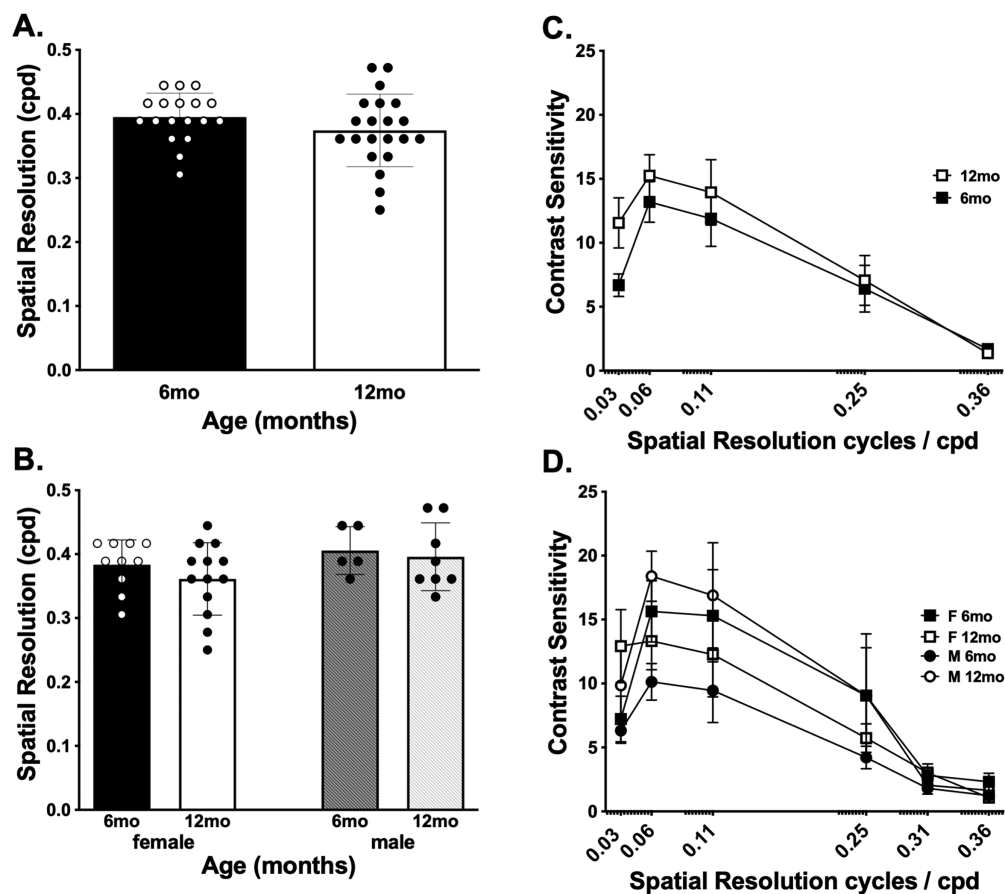 A.
Spatial Resolution (cpd)
0.5
0.4
0.3
0.2
0.1
0.0
6mo 12mo
Age (months)
C.
Contrast Sensitivity
25
20
15
10
5
0
0.03 0.06 0.11 0.25 0.36
Spatial Resolution cycles / cpd
12mo
6mo
B.
Spatial Resolution (cpd)
0.5
0.4
0.3
0.2
0.1
0.0
6mo 12mo 6mo 12mo
female male
Age (months)
D.
Contrast Sensitivity
25
20
15
10
5
0
0.03 0.06 0.11 0.25 0.31 0.36
Spatial Resolution cycles / cpd
F 6mo
F 12mo
M 6mo
M 12mo